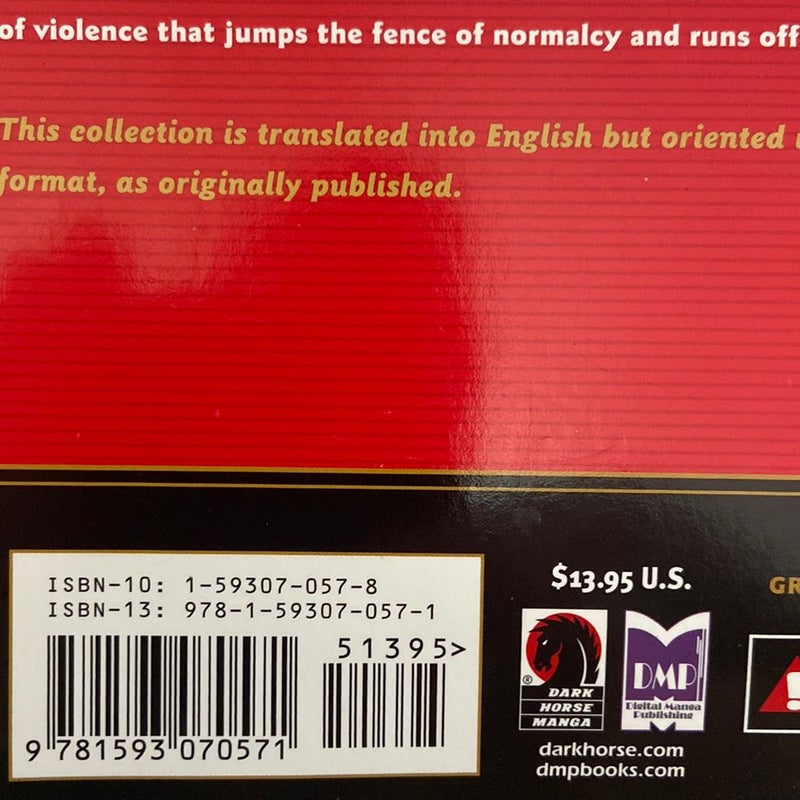 of violence that jumps the fence of normalcy and runs off
This collection is translated into English but oriented
format, as originally published.
ISBN-10: 1-59307-057-8
ISBN-13: 978-1-59307-057-1
51395>
9 781593 070571
$13.95 U.S.
GR
® DARK
HORSE
MANGA
DMP
Digital Manga
Publishing
darkhorse.com
dmpbooks.com
!